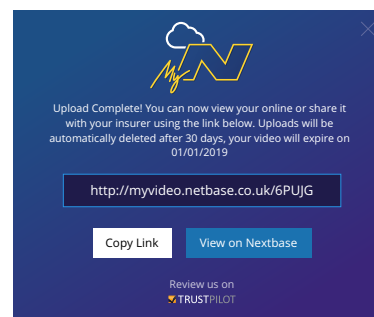 My N
Upload Complete! You can now view your online or share it
with your insurer using the link below. Uploads will be
automatically deleted after 30 days, your video will expire on
01/01/2019
http://myvideo.netbase.co.uk/6PUJG
Copy Link
View on Nextbase
Review us on
TRUSTPILOT